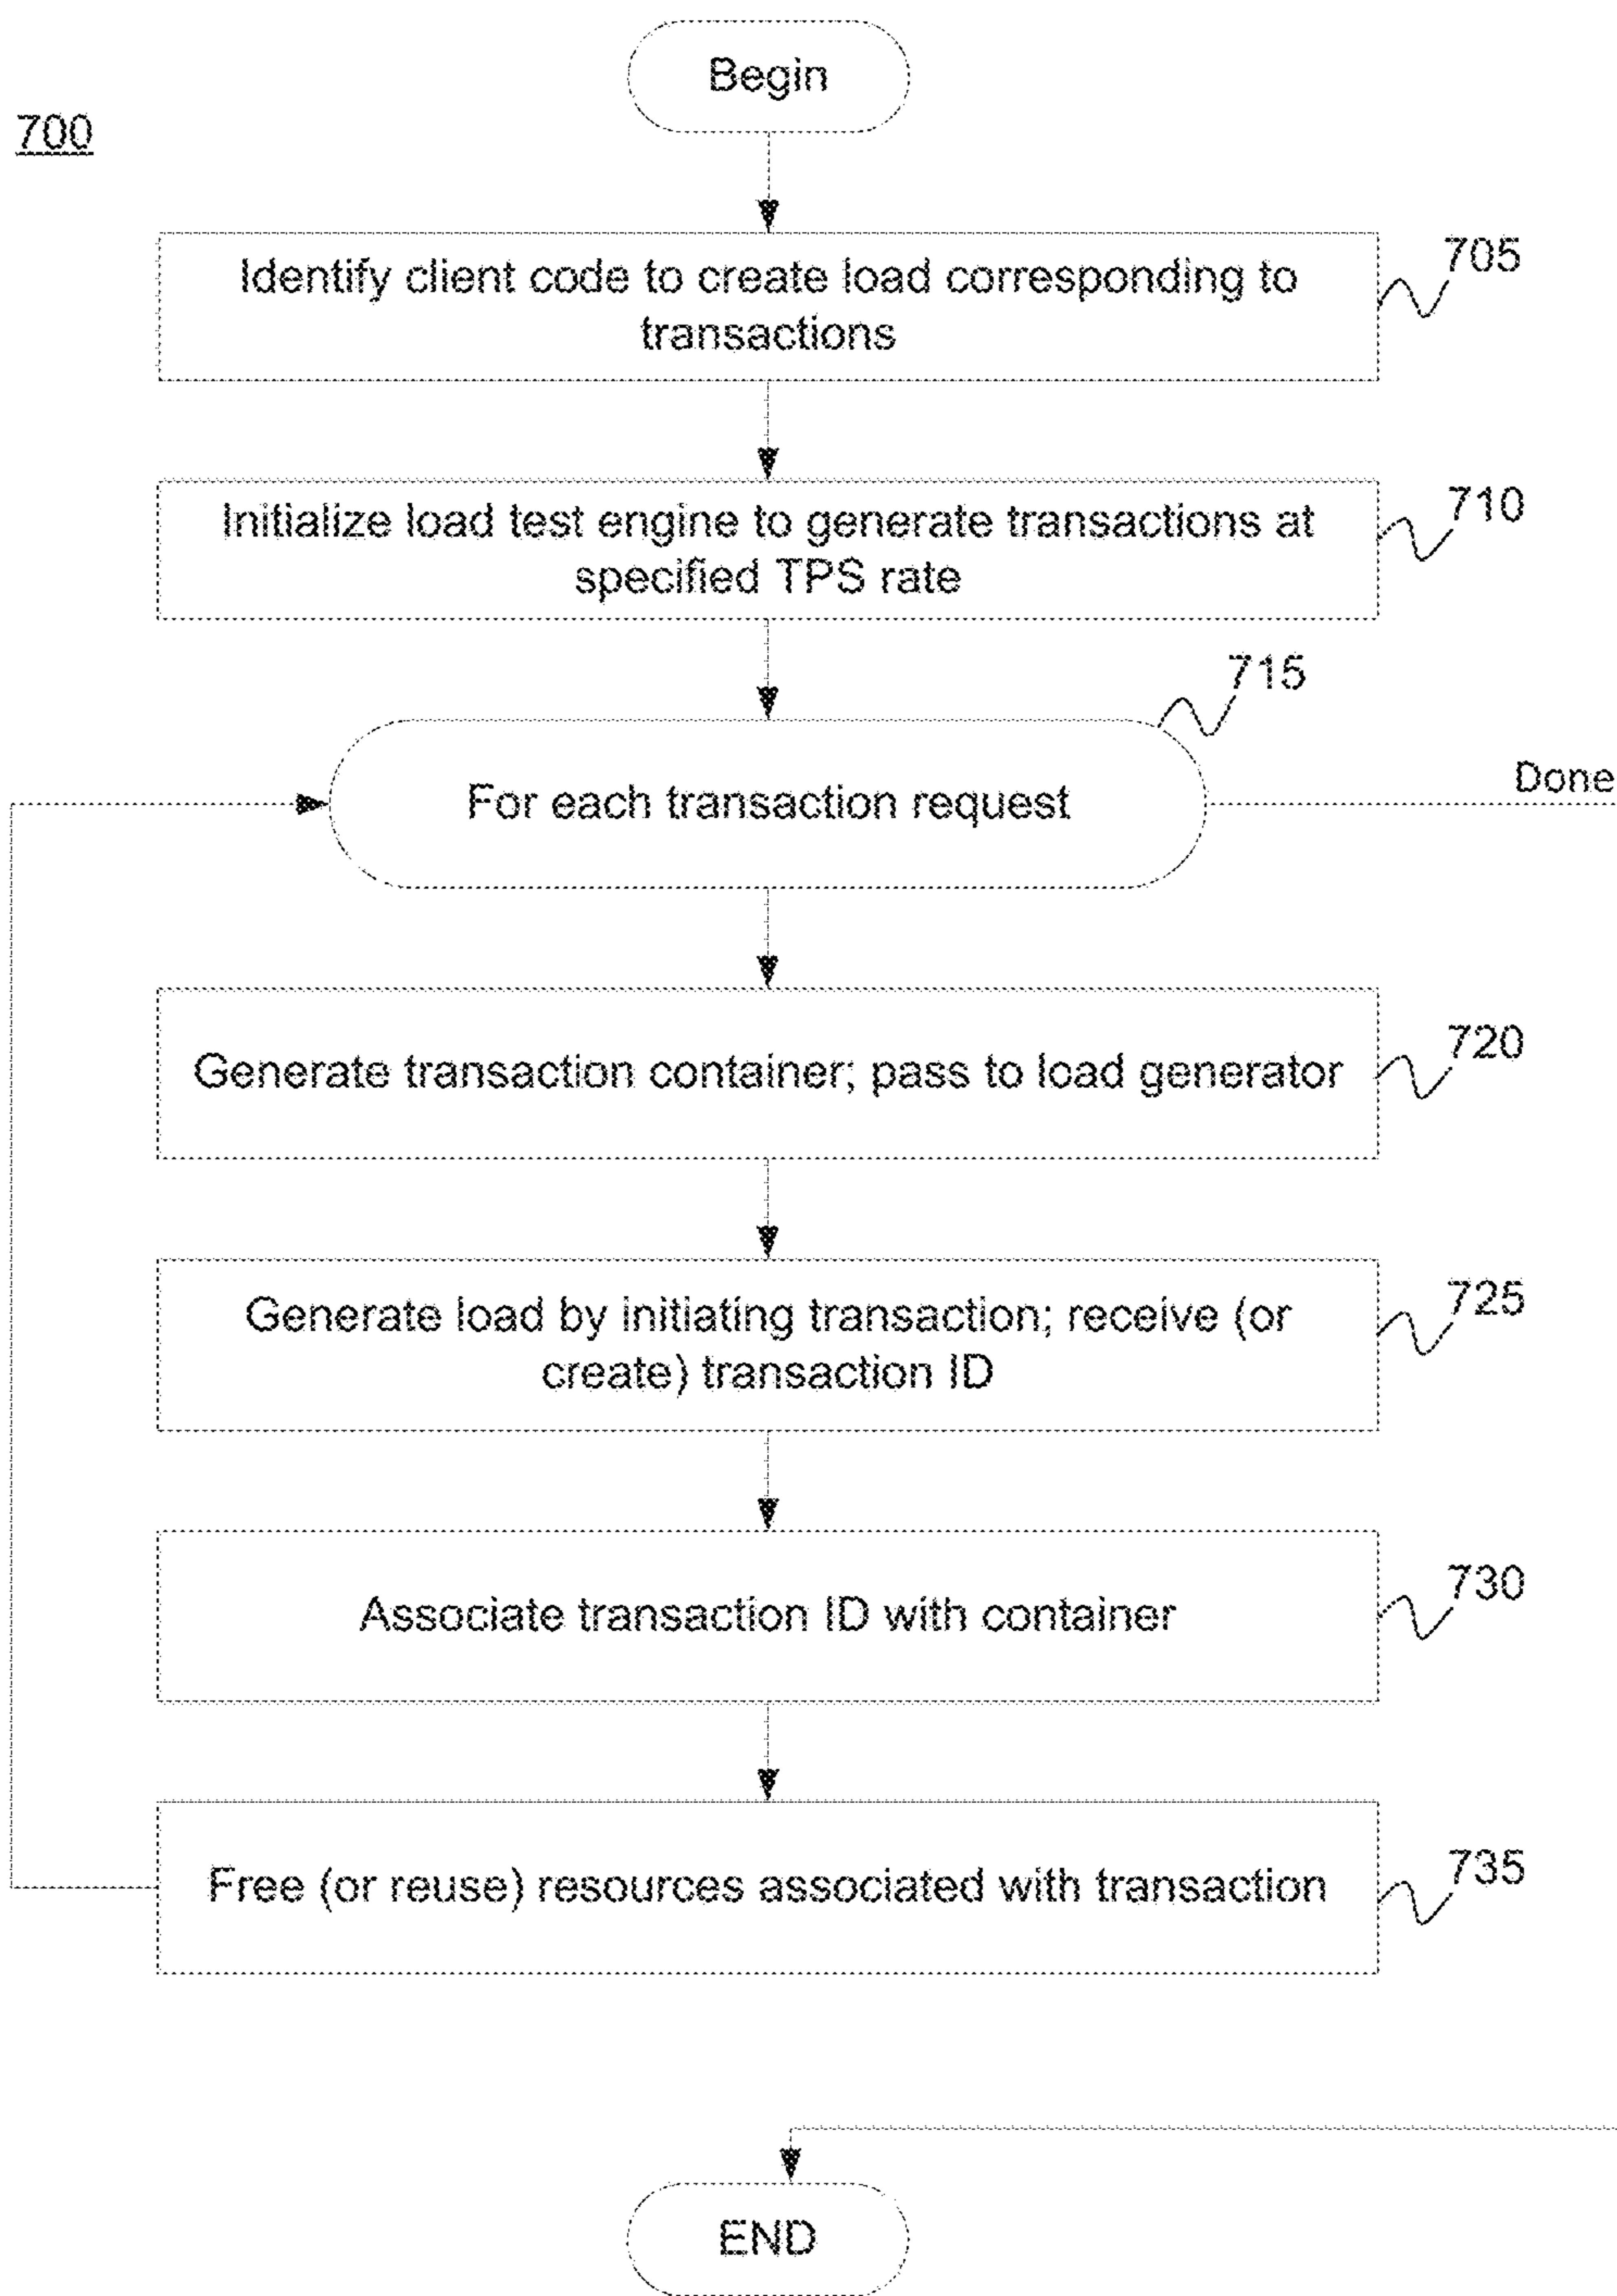 Begin
700
Identify client code to create load corresponding to
transactions
705
Initialize load test engine to generate transactions at
specified TPS rate
710
715
For each transaction request
Done
Generate transaction container; pass to load generator
720
Generate load by initiating transaction; receive (or
create) transaction ID
725
Associate transaction ID with container
730
Free (or reuse) resources associated with transaction
735
END